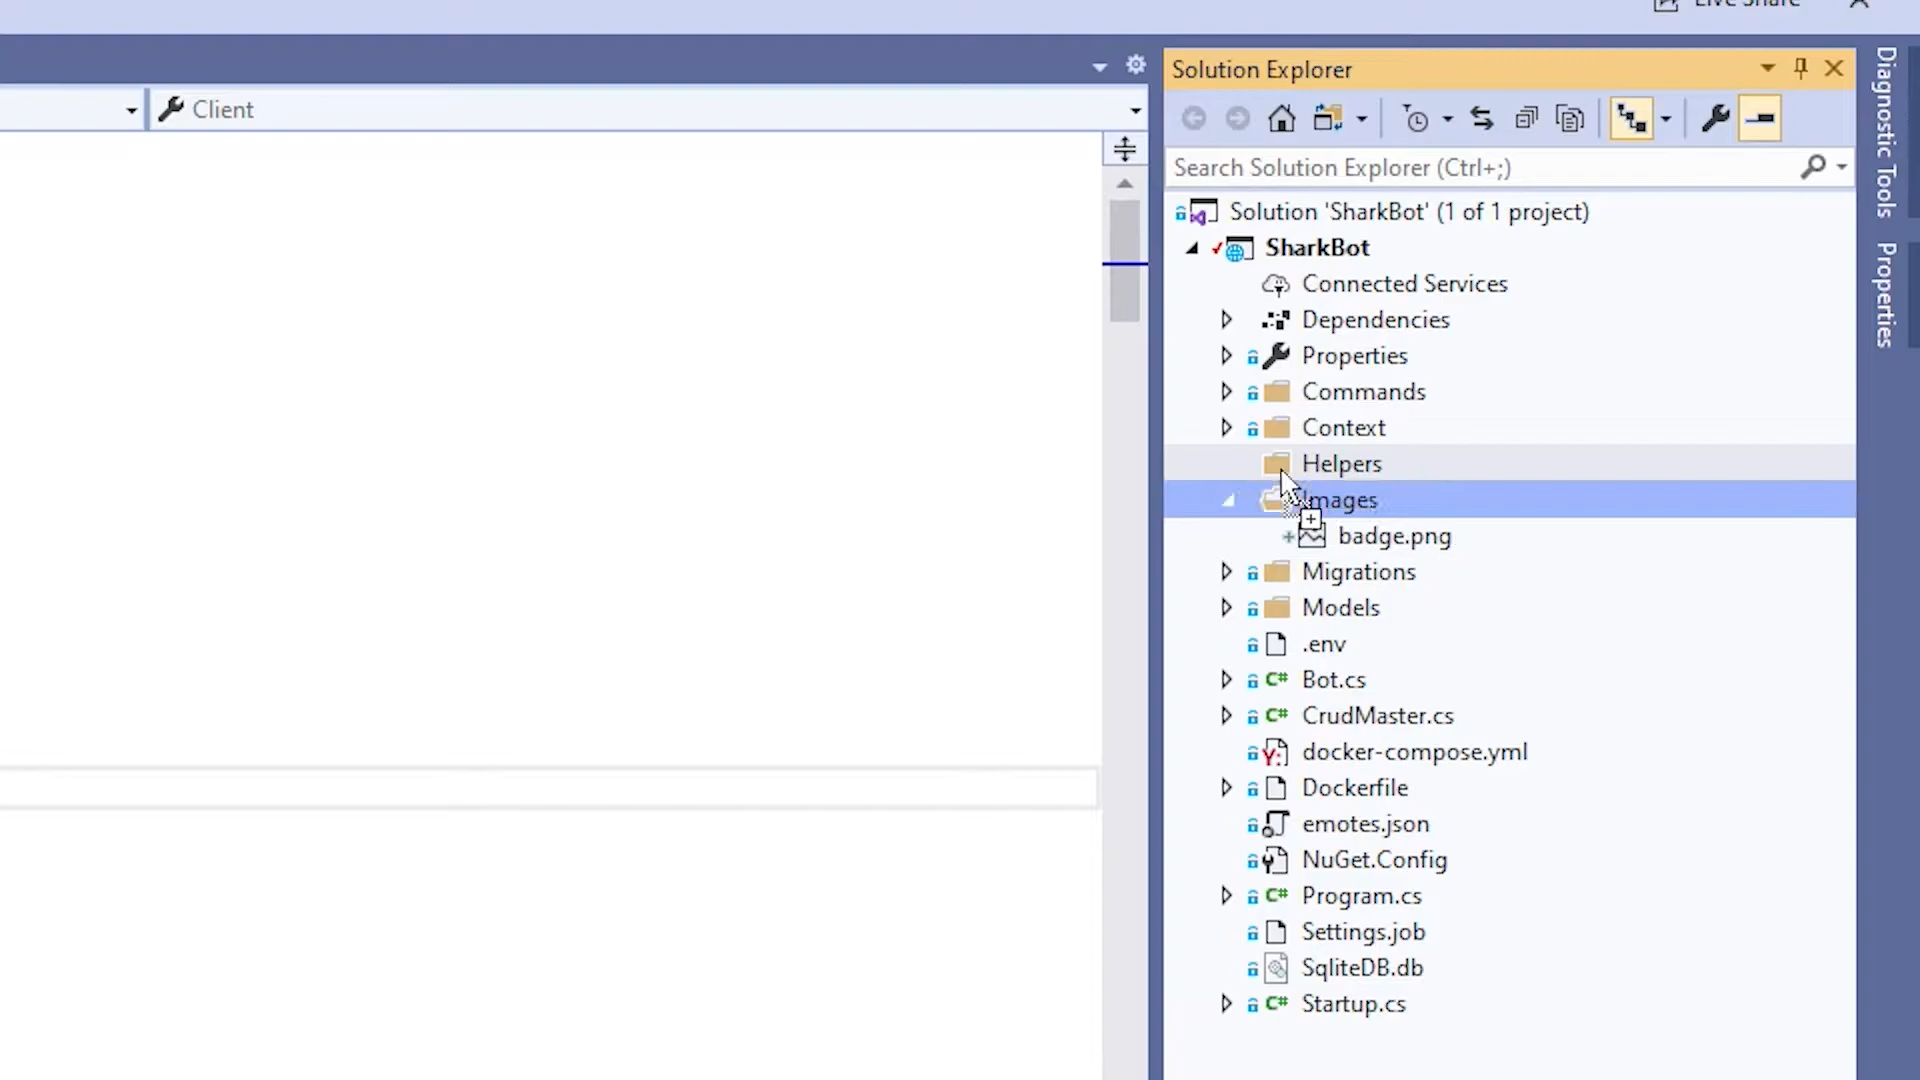 Live Share
Client
Solution Explorer
Search Solution Explorer (Ctrl+;)
Solution 'SharkBot' (1 of 1 project)
SharkBot
Connected Services
Dependencies
Properties
Commands
Context
Helpers
Images
badge.png
Migrations
Models
.env
C# Bot.cs
C# CrudMaster.cs
docker-compose.yml
Dockerfile
emotes.json
NuGet.Config
C# Program.cs
Settings.job
SqliteDB.db
C# Startup.cs
Diagnostic Tools
Properties